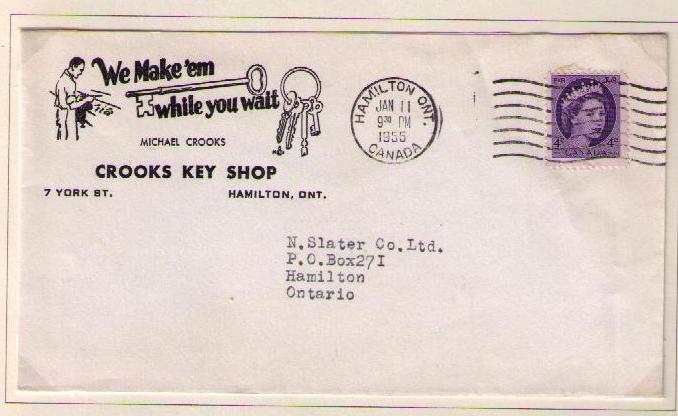 We Make 'em
while you wait
MICHAEL CROOKS
CROOKS KEY SHOP
7 YORK ST. HAMILTON, ONT.
HAMILTON ONT.
JAN 11
9 30 PM
1955
CANADA
4¢ 4¢
CANADA
N.Slater Co.Ltd.
P.O.Box27I
Hamilton
Ontario